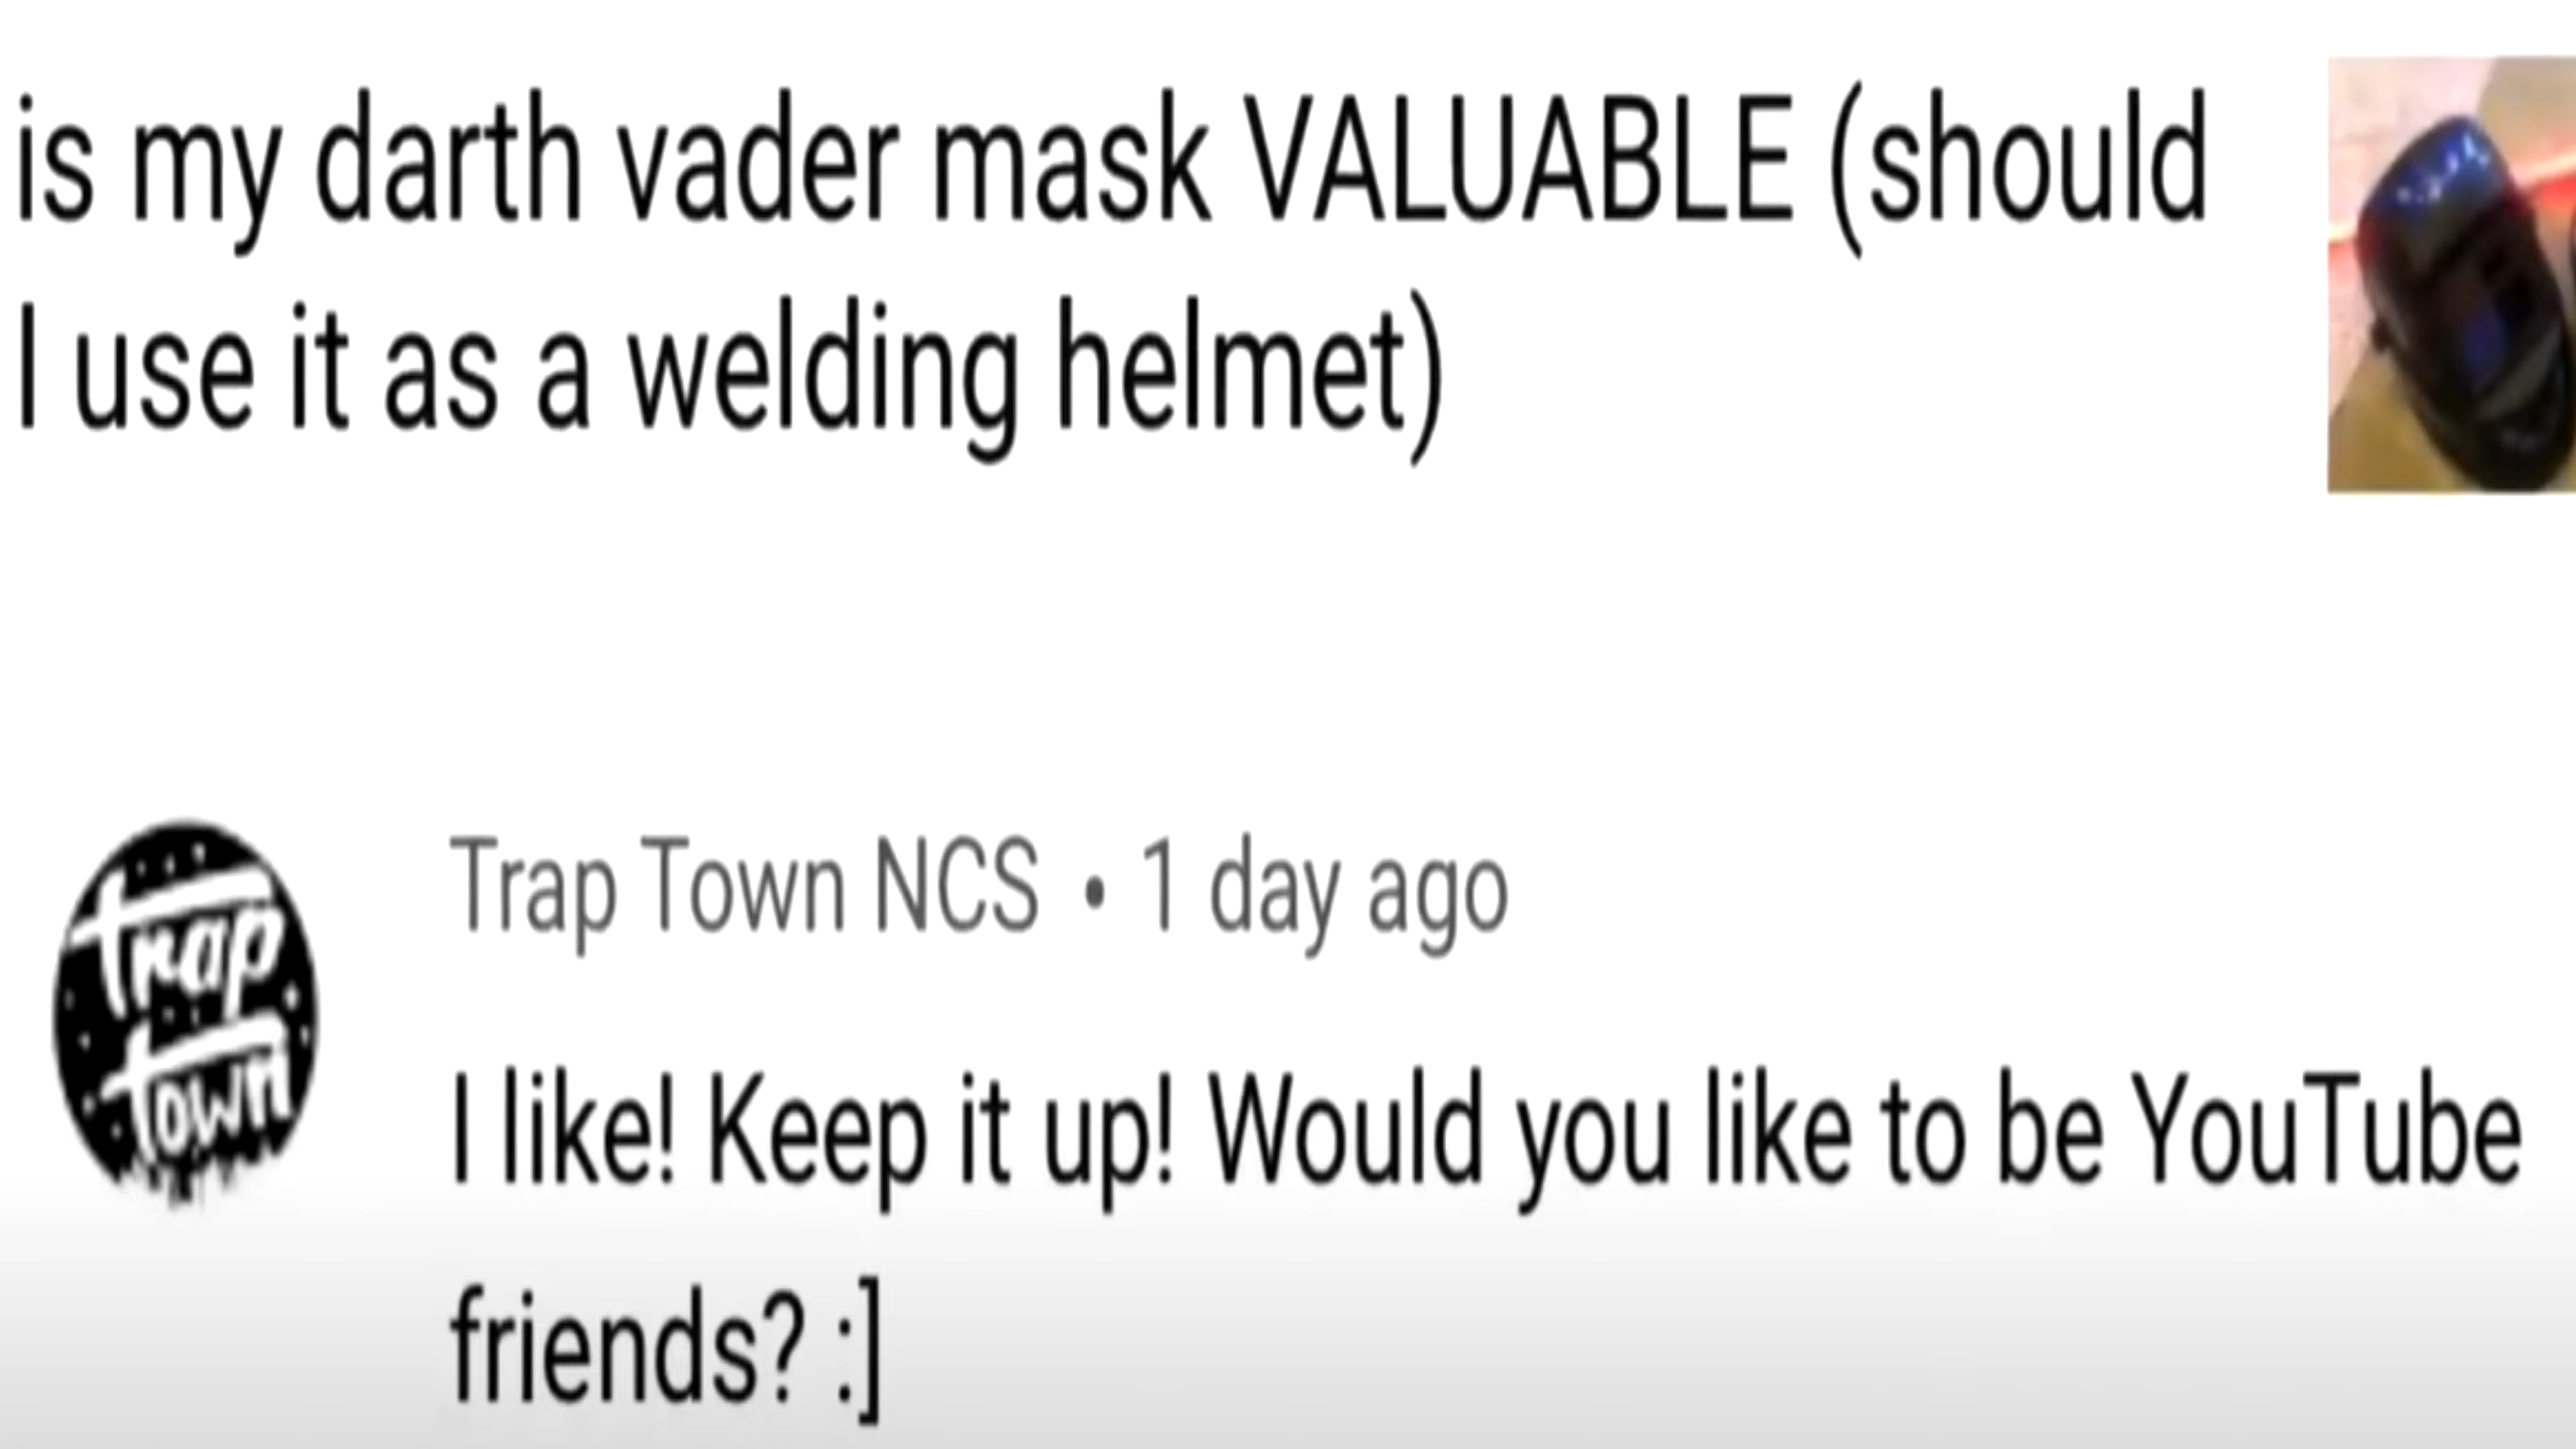 is my darth vader mask VALUABLE (should
I use it as a welding helmet)
Trap Town NCS • 1 day ago
trap
town
I like! Keep it up! Would you like to be YouTube
friends? :]